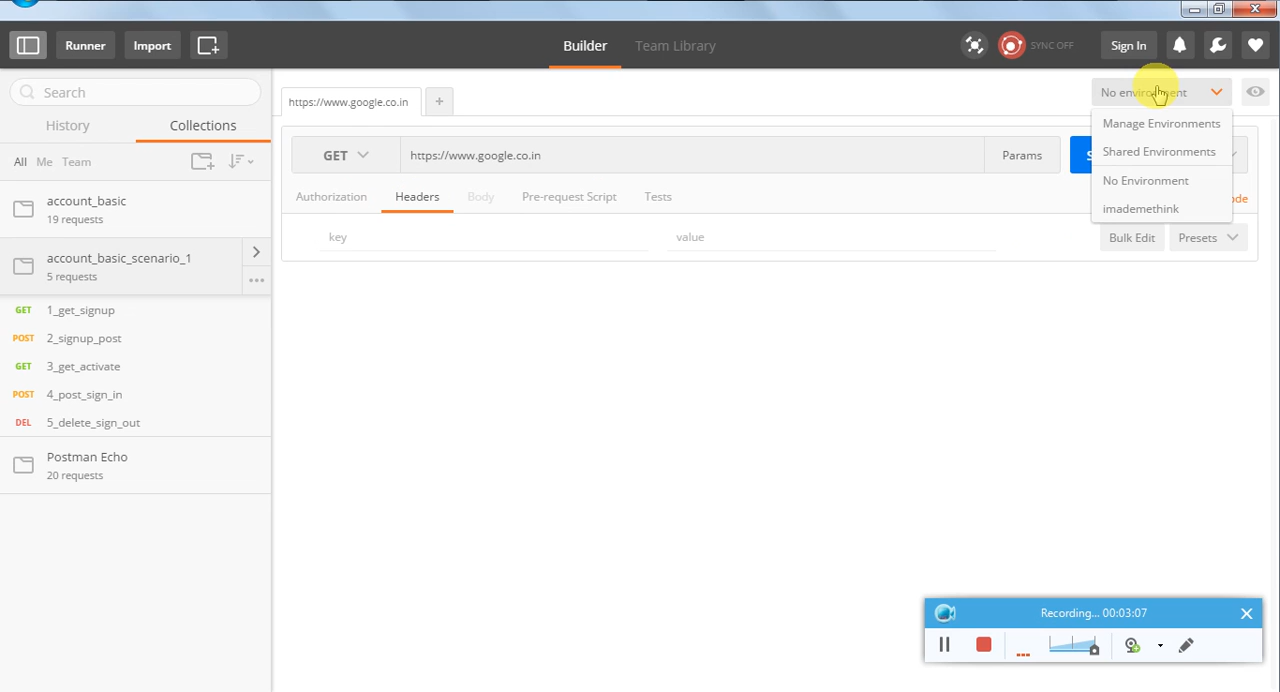 Runner
Import
Builder
Team Library
SYNC OFF
Sign In
Search
History
Collections
All
Me
Team
account_basic
19 requests
account_basic_scenario_1
5 requests
GET 1_get_signup
POST 2_signup_post
GET 3_get_activate
POST 4_post_sign_in
DEL 5_delete_sign_out
Postman Echo
20 requests
https://www.google.co.in
+
No environment
Manage Environments
Shared Environments
No Environment
imademethink
GET
https://www.google.co.in
Params
S
Authorization
Headers
Body
Pre-request Script
Tests
ode
key
value
Bulk Edit
Presets
Recording... 00:03:07